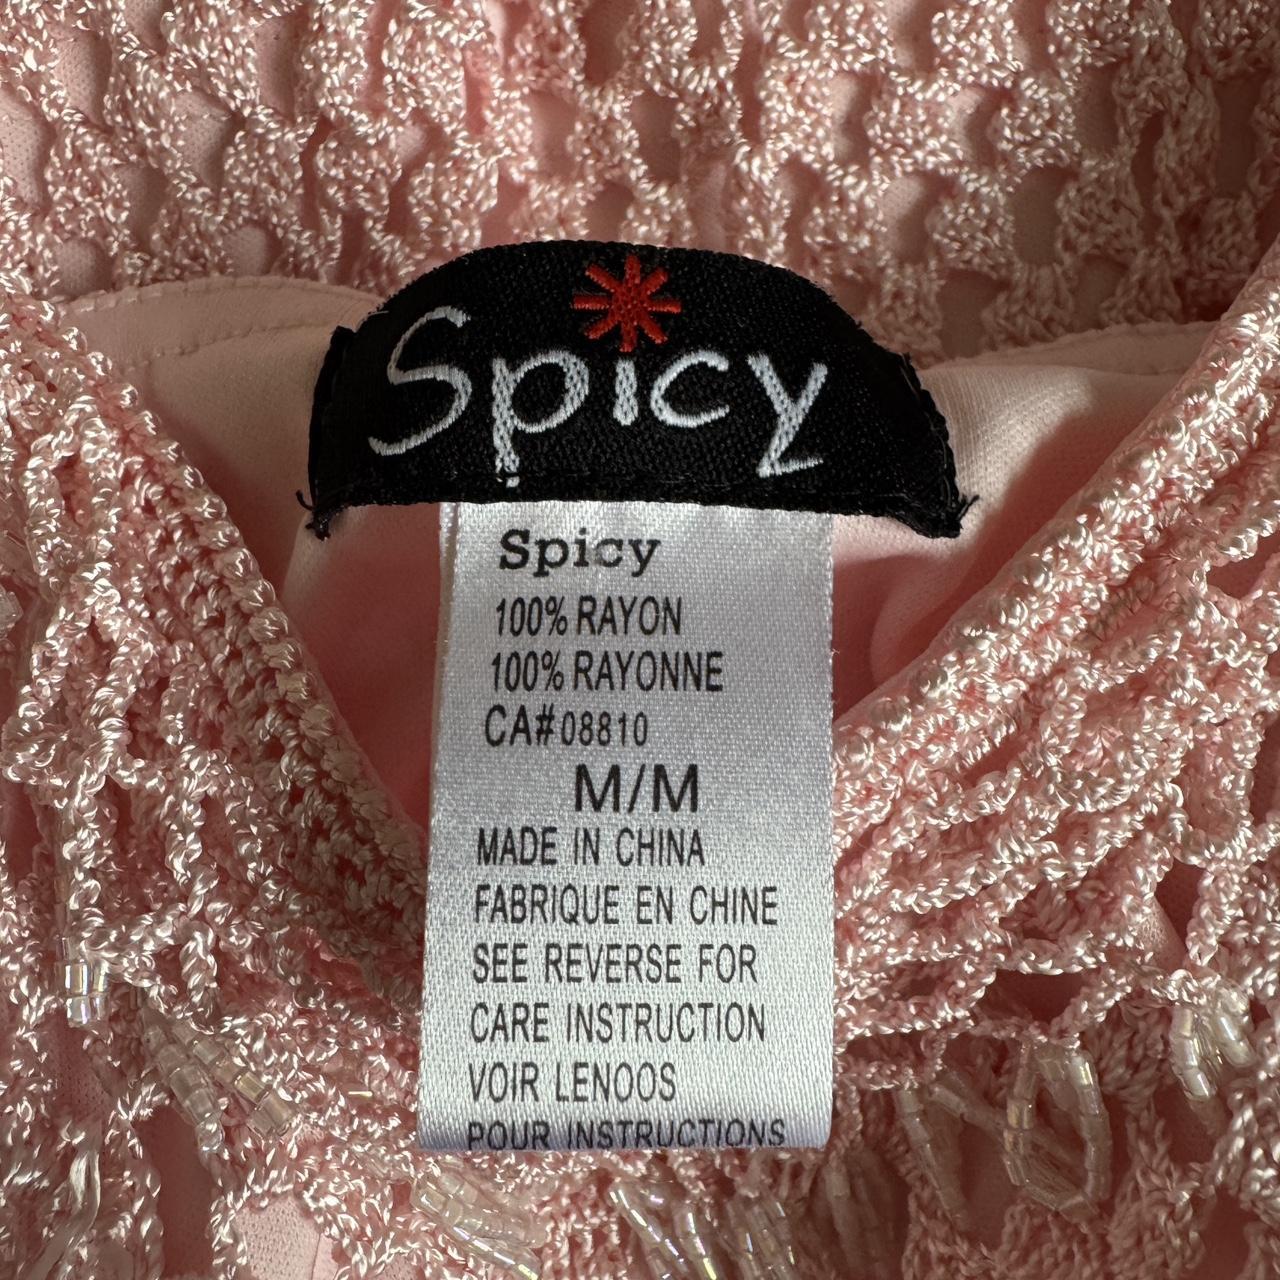 Spicy
Spicy
100% RAYON
100% RAYONNE
CA#08810
M/M
MADE IN CHINA
FABRIQUE EN CHINE
SEE REVERSE FOR
CARE INSTRUCTION
VOIR LENOOS
POUR INSTRUCTIONS